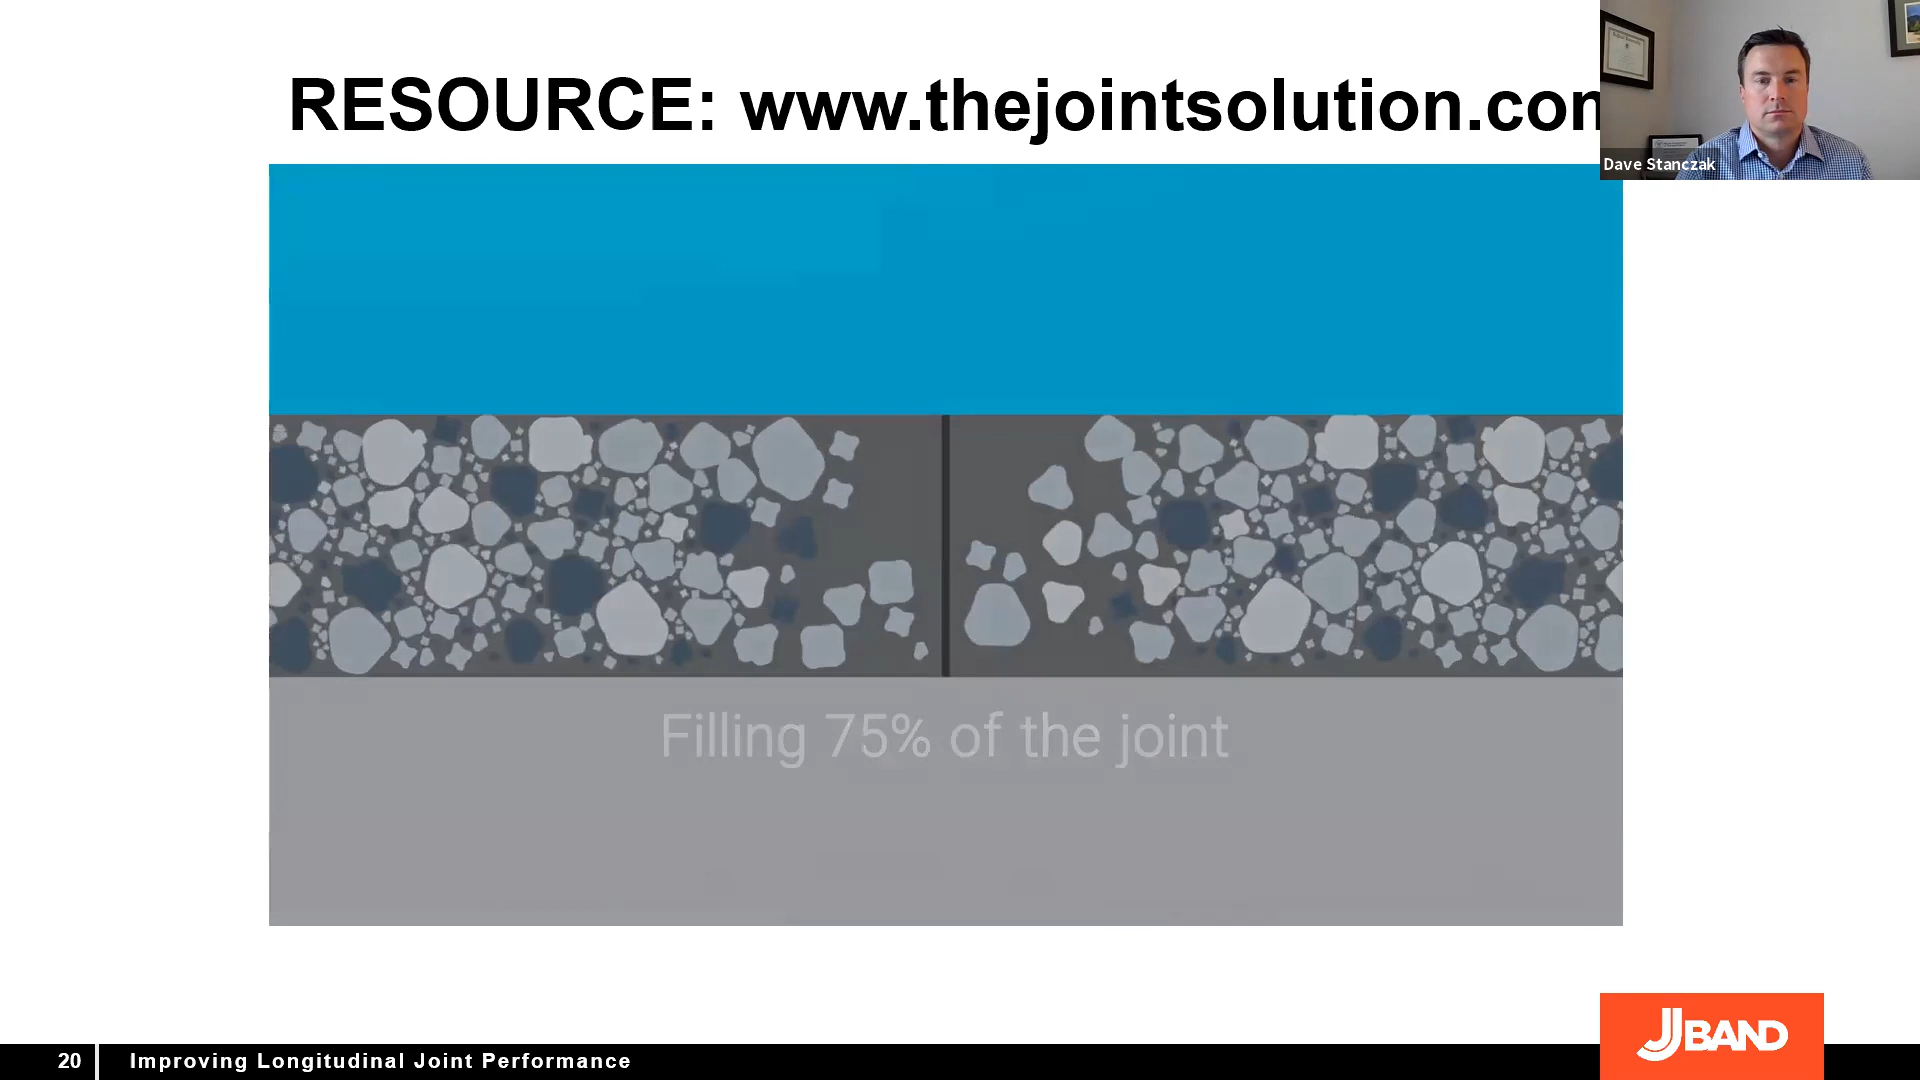 RESOURCE: www.thejointsolution.con
Dave Stanczak
Filling 75% of the joint
JBAND
20 Improving Longitudinal Joint Performance